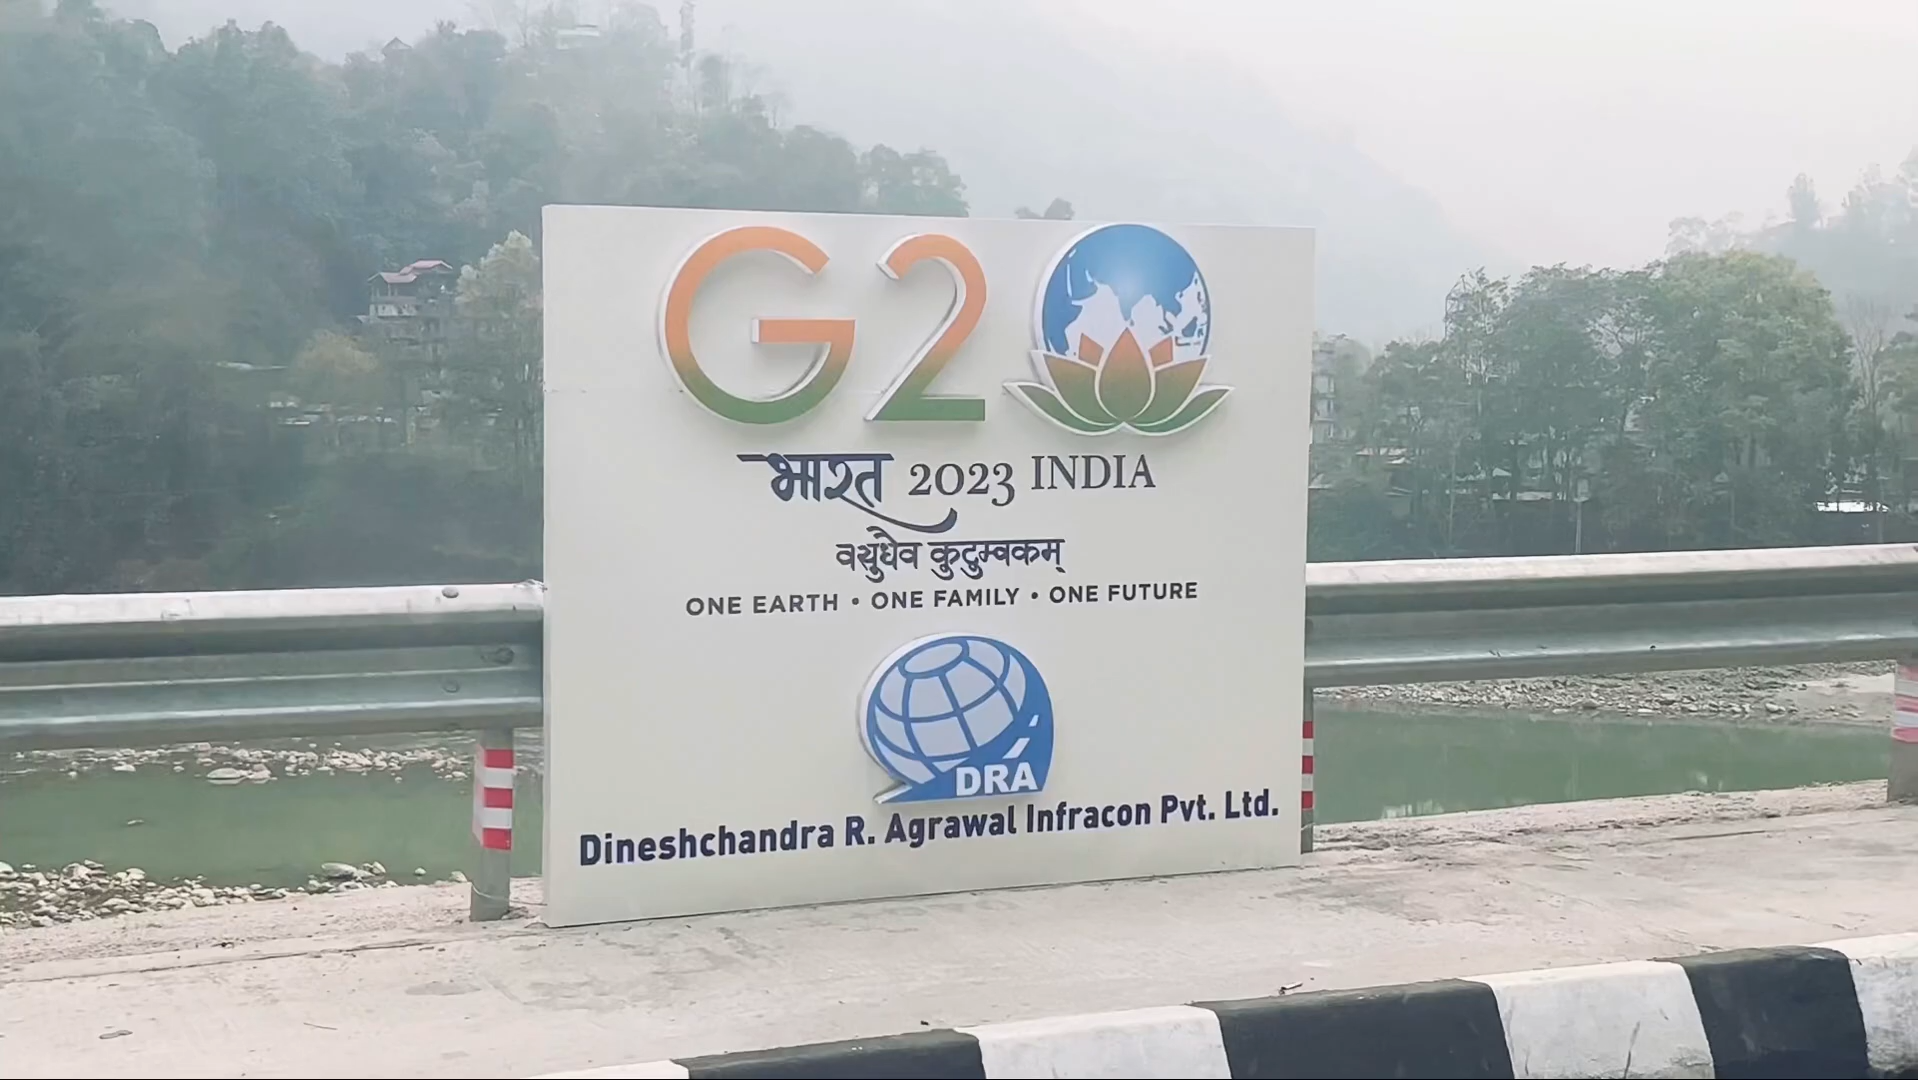 G20
भारत 2023 INDIA
वसुधैव कुटुम्बकम्
ONE EARTH • ONE FAMILY • ONE FUTURE
DRA
Dineshchandra R. Agrawal Infracon Pvt. Ltd.